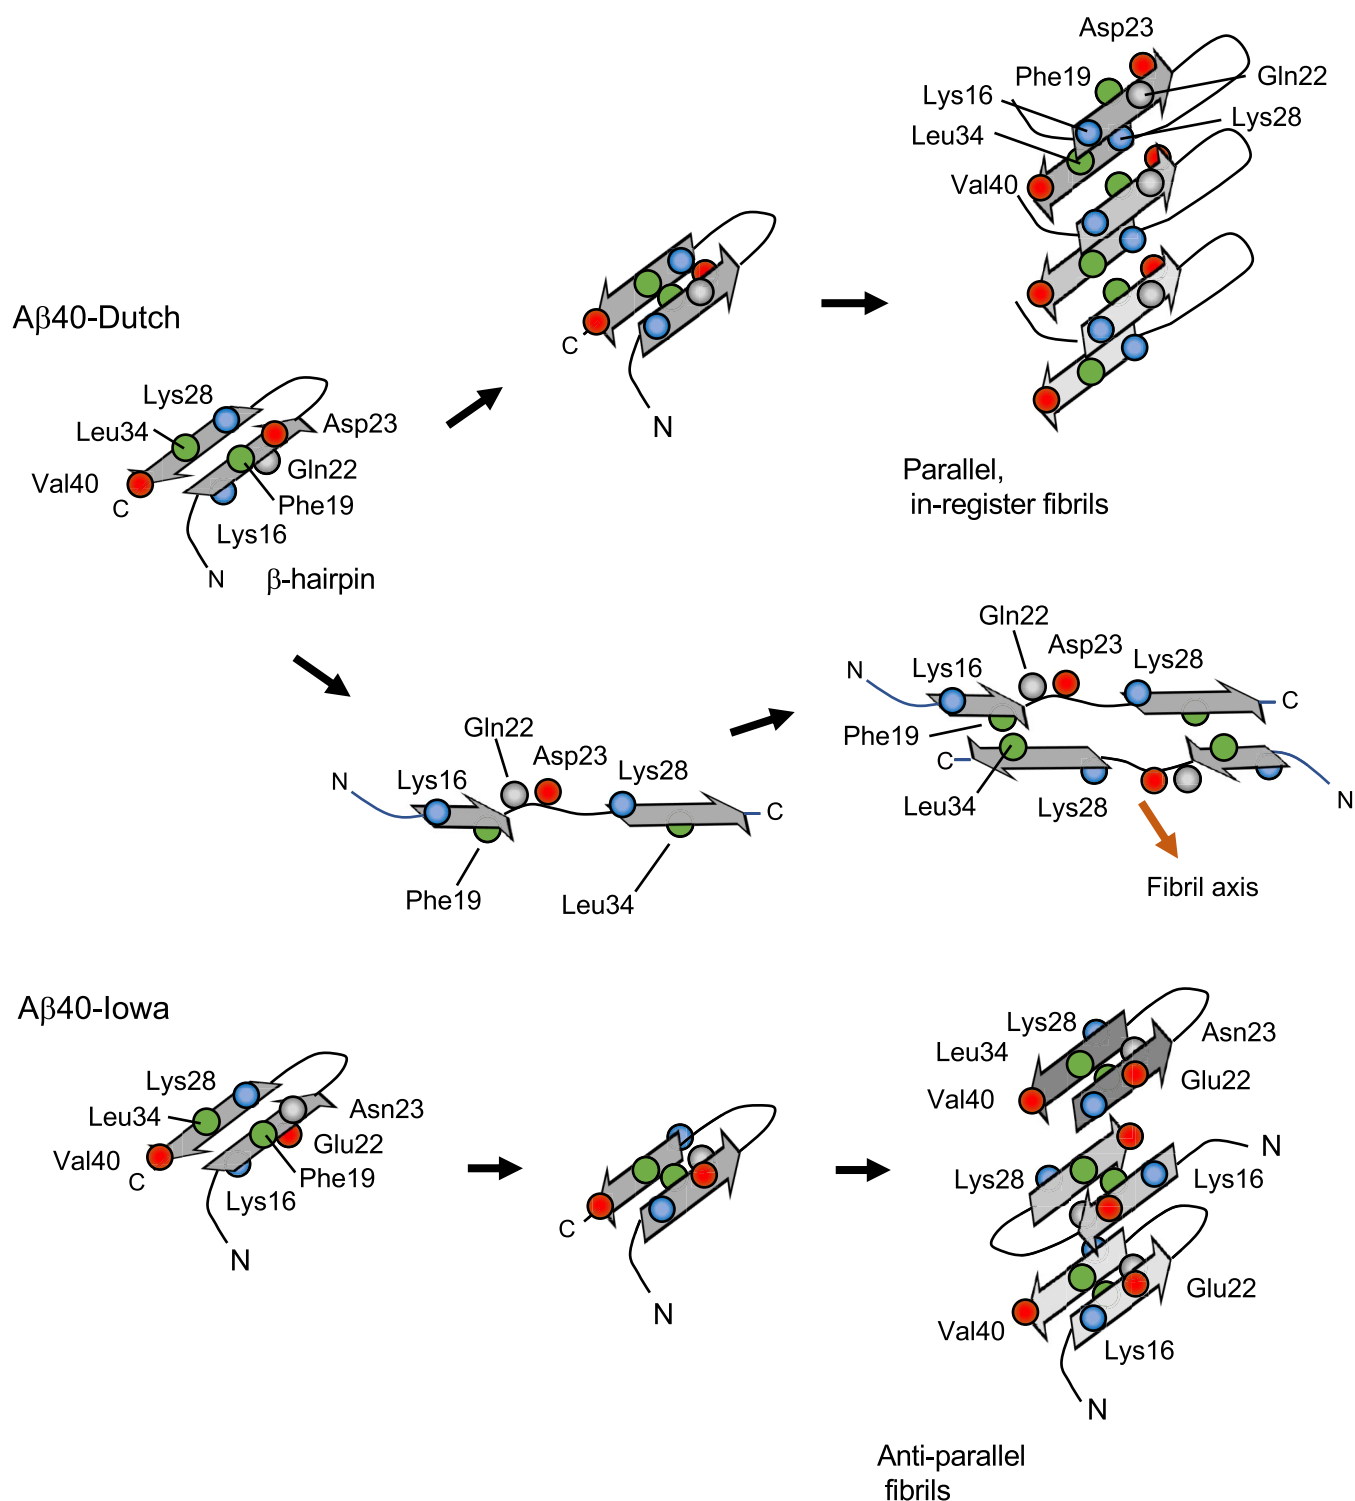 Asp23
Phe19
Gln22
Lys16
Lys28
Leu34
Val40
Aβ40-Dutch
C
N
Lys28
Leu34
Asp23
Val40
Gln22
C
Phe19
Lys16
N
β-hairpin
Parallel,
in-register fibrils
Gln22
Asp23
Lys28
N
Lys16
C
Phe19
C
Leu34
Lys28
N
Fibril axis
Gln22
Asp23
Lys28
N
Lys16
C
Phe19
Leu34
Aβ40-Iowa
Lys28
Leu34
Asn23
Val40
Glu22
C
Phe19
Lys16
N
C
N
Lys28
Asn23
Leu34
Glu22
Val40
N
Lys28
Lys16
Glu22
Val40
Lys16
N
Anti-parallel
fibrils